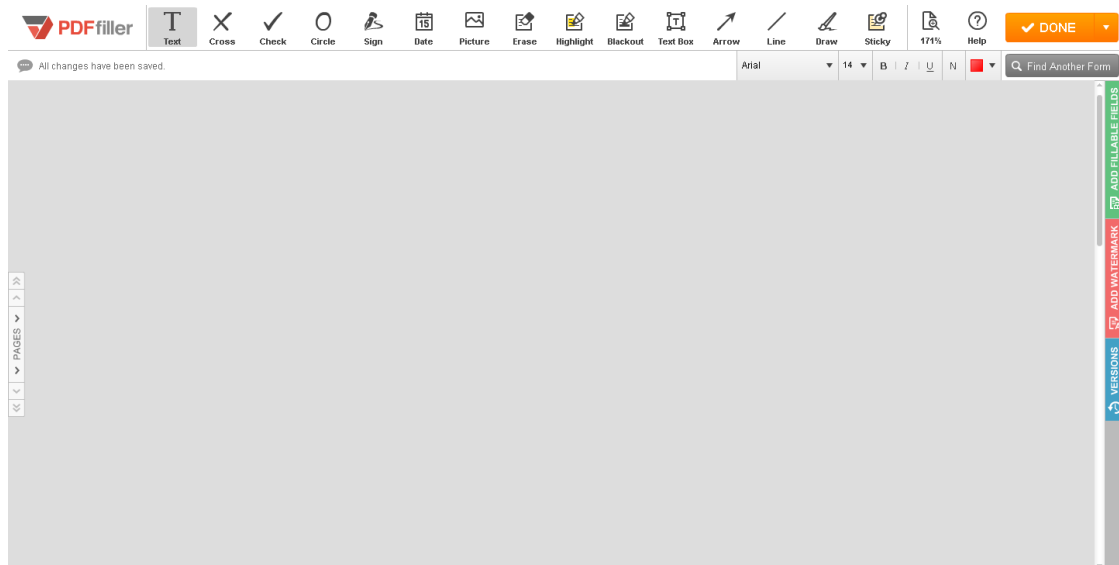 PDFfiller
Text
Cross
Check
Circle
Sign
15
Date
Picture
Erase
Highlight
Blackout
T
Text Box
Arrow
Line
Draw
Sticky
171%
Help
DONE
All changes have been saved.
Arial
14
B
I
U
N
Find Another Form
ADD FILLABLE FIELDS
ADD WATERMARK
VERSIONS
PAGES